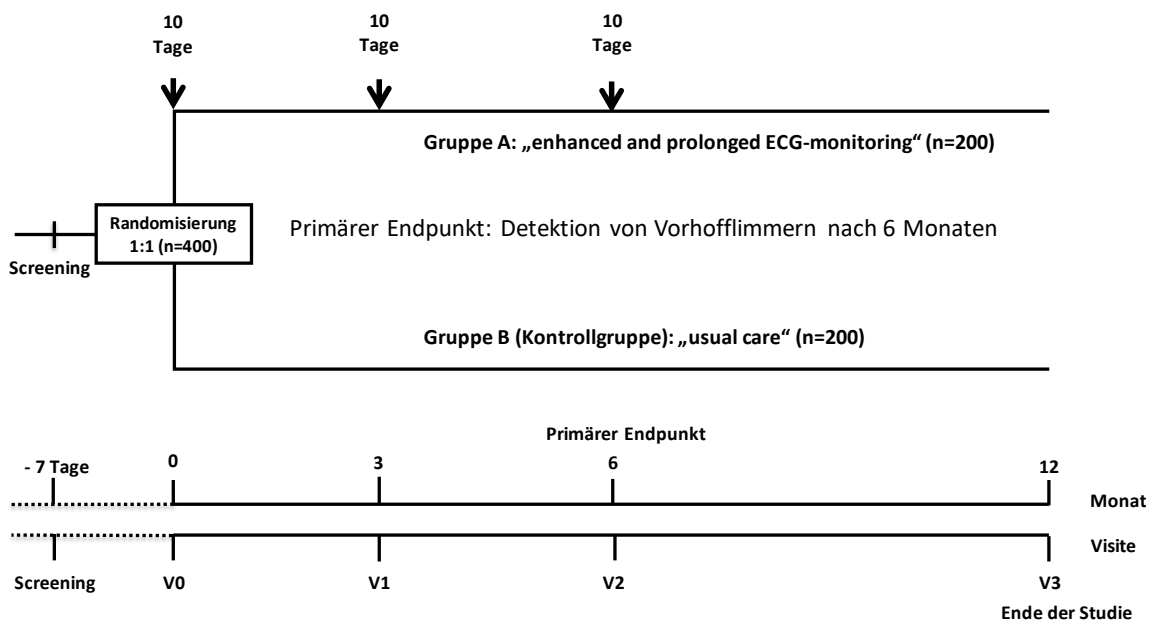 10
Tage
10
Tage
10
Tage
Gruppe A: „enhanced and prolonged ECG-monitoring“ (n=200)
Randomisierung
1:1 (n=400)
Primärer Endpunkt: Detektion von Vorhofflimmern nach 6 Monaten
Screening
Gruppe B (Kontrollgruppe): „usual care“ (n=200)
Primärer Endpunkt
- 7 Tage
0
3
6
12
Monat
Visite
Screening
V0
V1
V2
V3
Ende der Studie